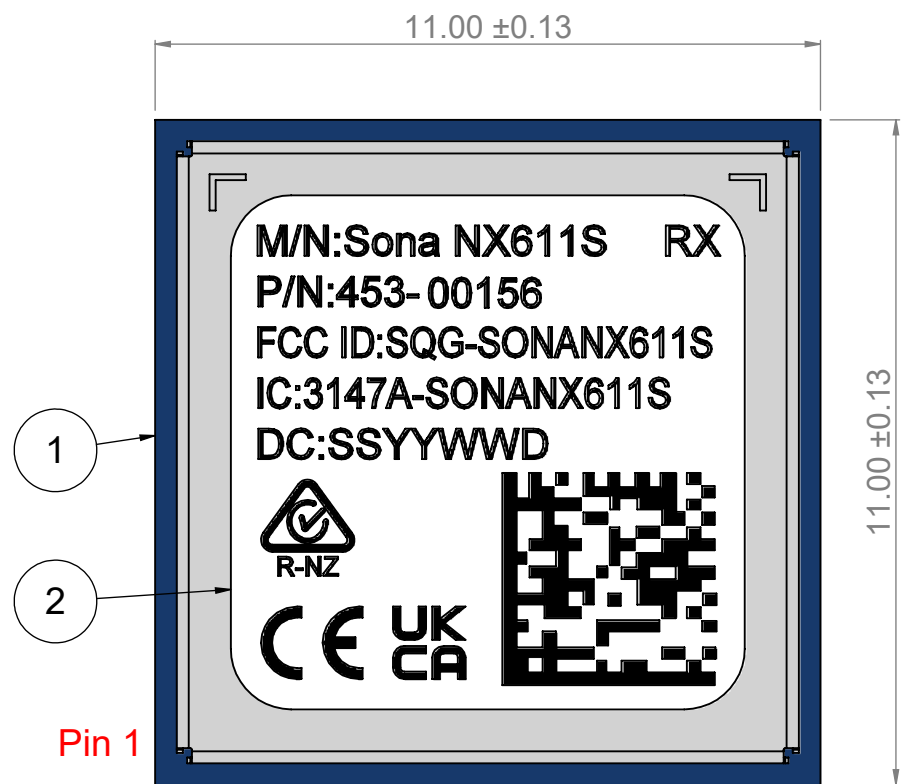 11.00 ±0.13
M/N:Sona NX611S RX
P/N:453-00156
FCC ID:SQG-SONANX611S
IC:3147A-SONANX611S
DC:SSYYWWD
R-NZ
CE UK
CA
1
2
11.00 ±0.13
Pin 1